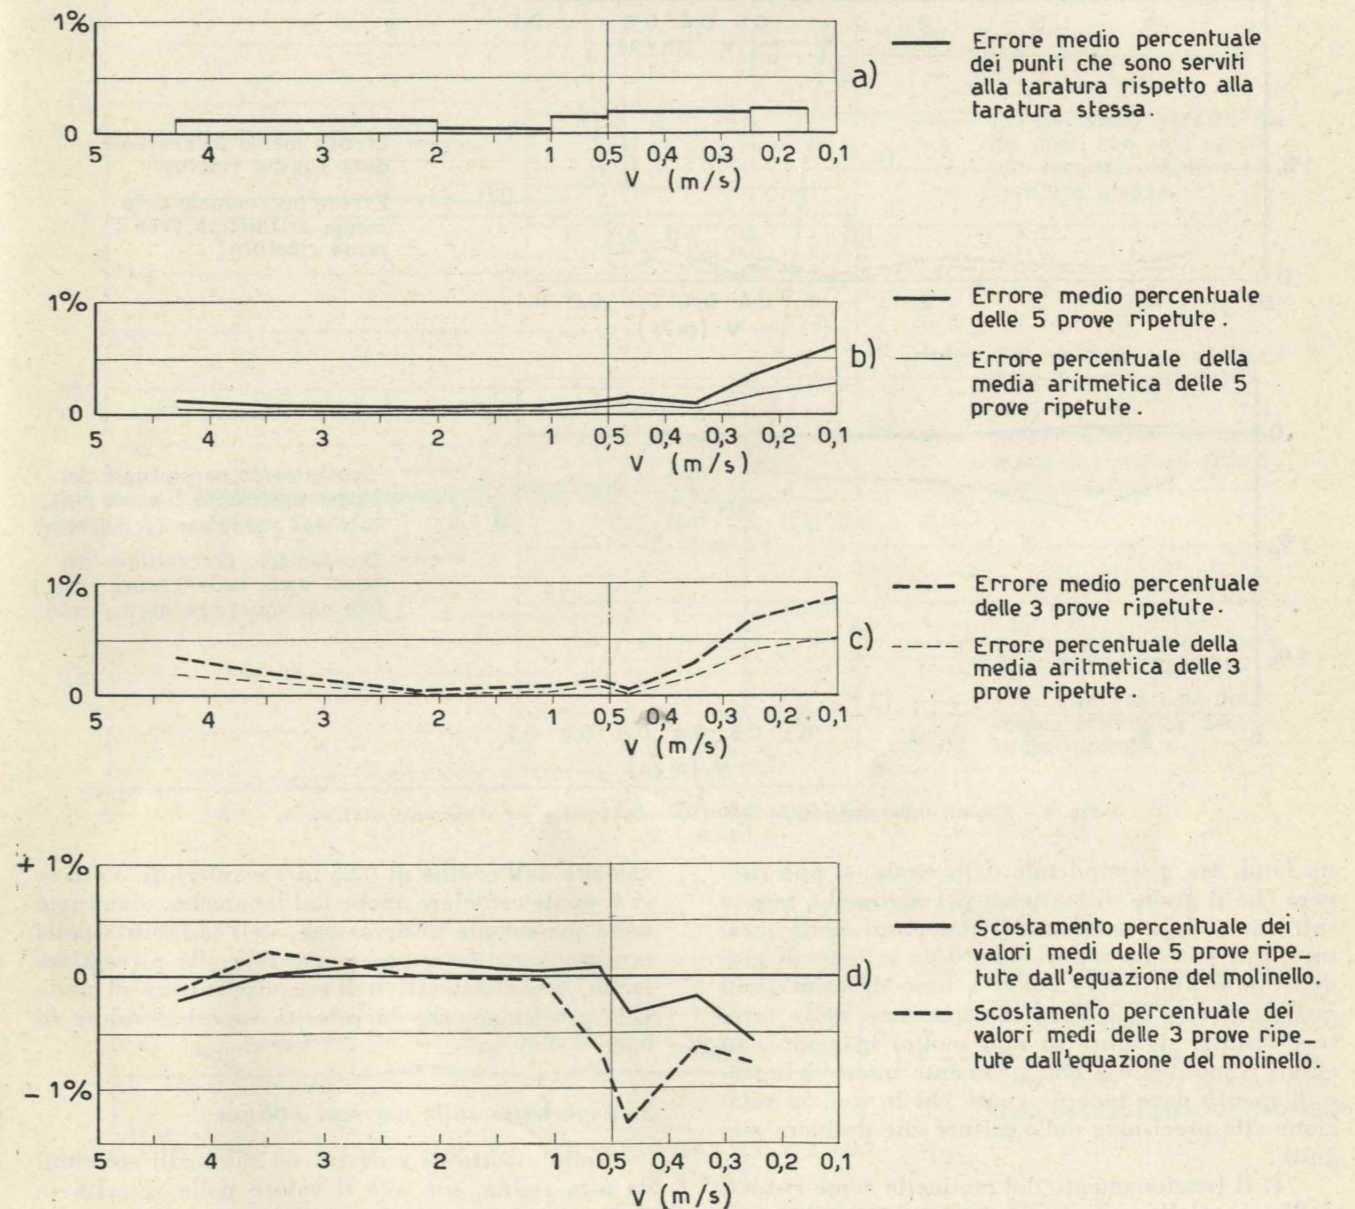 1%
0
5 4 3 2 1 0,5 0,4 0,3 0,2 0,1
V (m/s)
a)
Errore medio percentuale
dei punti che sono serviti
alla taratura rispetto alla
taratura stessa.
1%
0
5 4 3 2 1 0,5 0,4 0,3 0,2 0,1
V (m/s)
b)
Errore medio percentuale
delle 5 prove ripetute.
Errore percentuale della
media aritmetica delle 5
prove ripetute.
1%
0
5 4 3 2 1 0,5 0,4 0,3 0,2 0,1
V (m/s)
c)
Errore medio percentuale
delle 3 prove ripetute.
Errore percentuale della
media aritmetica delle 3
prove ripetute.
+ 1%
0
- 1%
5 4 3 2 1 0,5 0,4 0,3 0,2 0,1
V (m/s)
d)
Scostamento percentuale dei
valori medi delle 5 prove ripe_
tute dall'equazione del molinello.
Scostamento percentuale dei
valori medi delle 3 prove ripe_
tute dall'equazione del molinello.